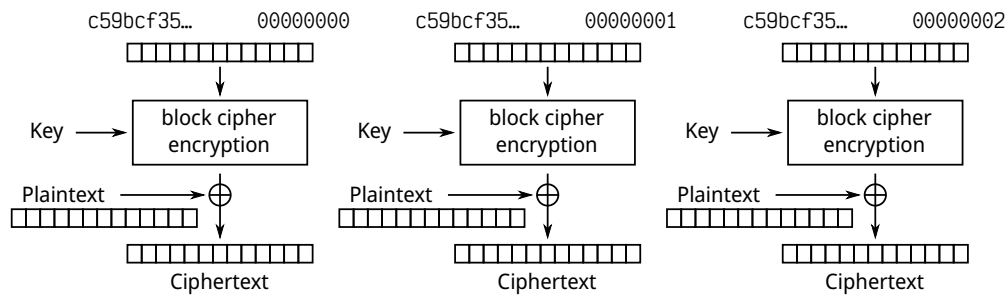 c59bcf35… 00000000 c59bcf35… 00000001 c59bcf35… 00000002
block cipher encryption
Key
block cipher encryption
Key
block cipher encryption
Key
Plaintext
Plaintext
Plaintext
Ciphertext
Ciphertext
Ciphertext